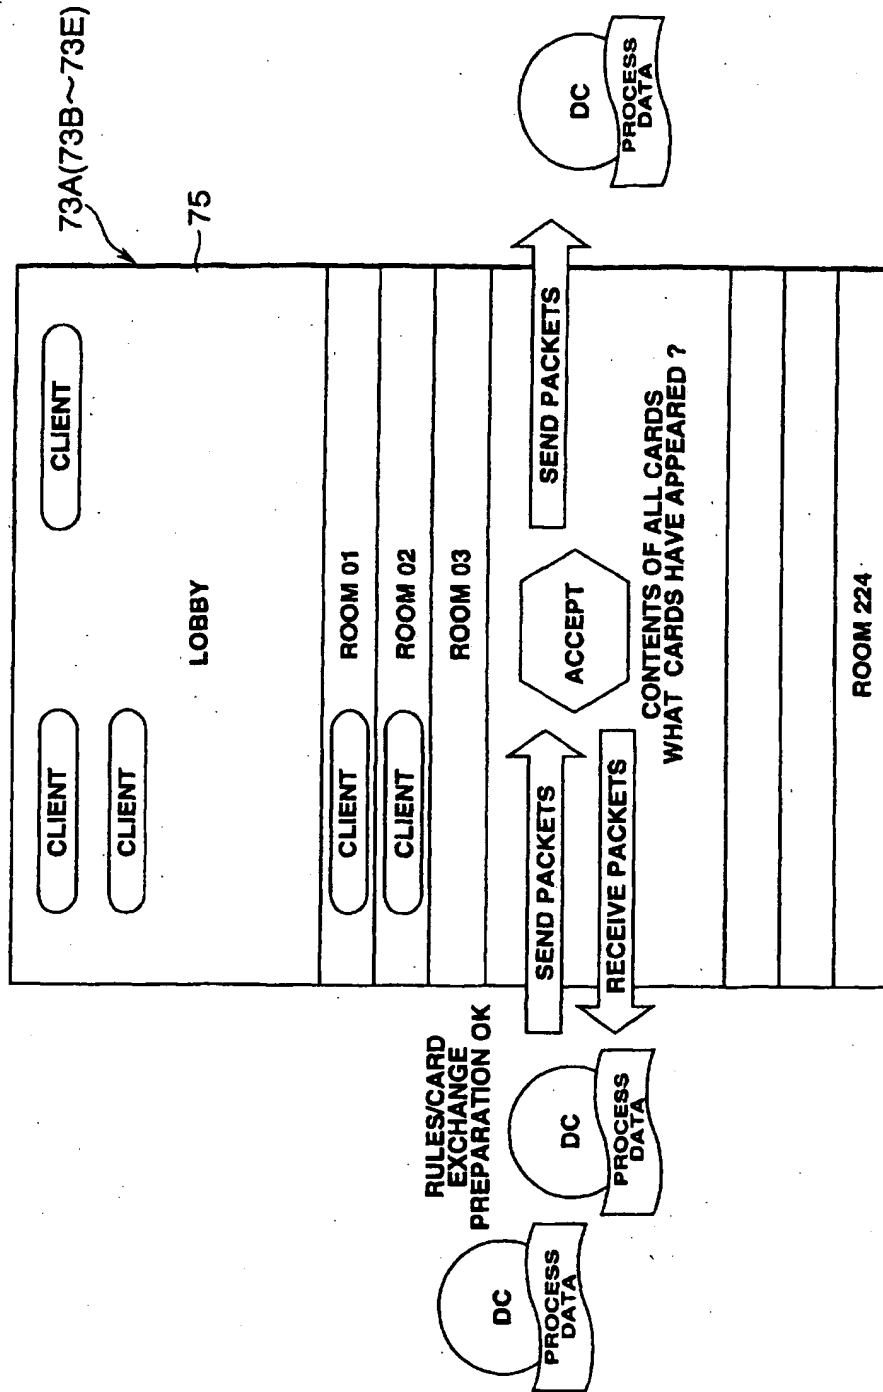 73A(73B~73E)
75
CLIENT
CLIENT
CLIENT
LOBBY
CLIENT
ROOM 01
CLIENT
ROOM 02
ROOM 03
RULES/CARD
EXCHANGE
PREPARATION OK
SEND PACKETS
ACCEPT
SEND PACKETS
RECEIVE PACKETS
DC
PROCESS
DATA
DC
PROCESS
DATA
DC
PROCESS
DATA
CONTENTS OF ALL CARDS
WHAT CARDS HAVE APPEARED ?
ROOM 224